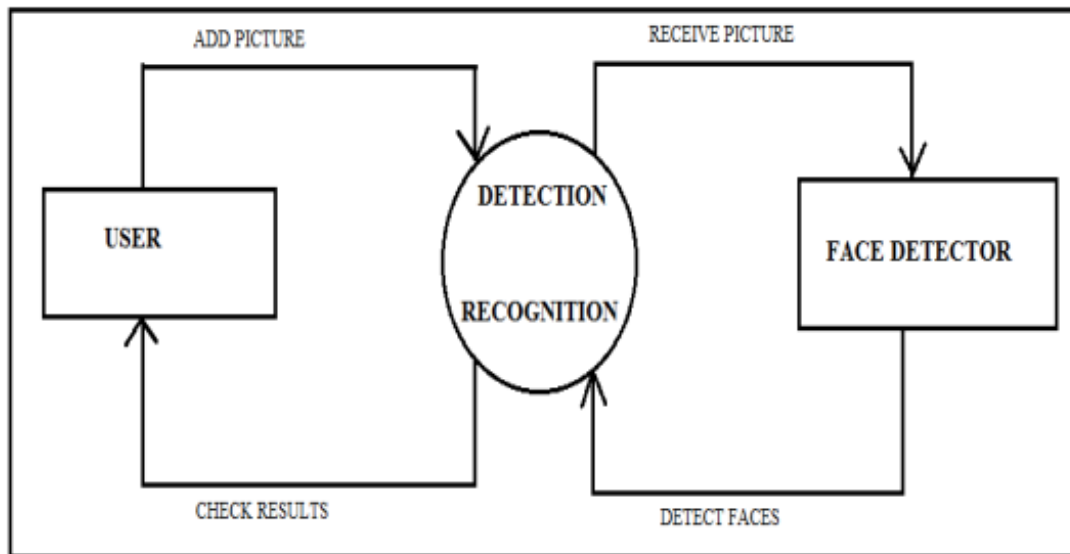 ADD PICTURE
RECEIVE PICTURE
DETECTION
USER
FACE DETECTOR
RECOGNITION
CHECK RESULTS
DETECT FACES